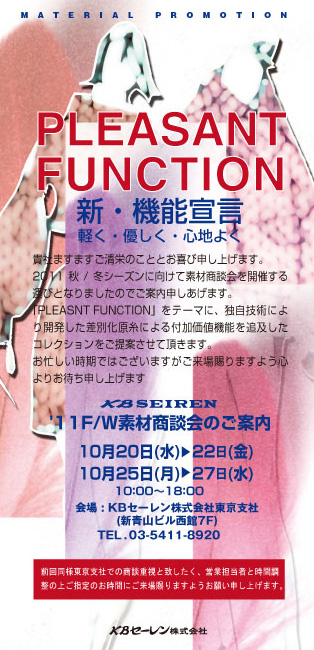 MATERIAL PROMOTION
PLEASANT
FUNCTION
新・機能宣言
軽く・優しく・心地よく
貴社ますますご清栄のこととお喜び申し上げます。
2011 秋 / 冬シーズンに向けて素材商談会を開催する
運びとなりましたのでご案内申しあげます。
「PLEASNT FUNCTION」をテーマに、独自技術によ
り開発した差別化原糸による付加価値機能を追及した
コレクションをご提案させて頂きます。
お忙しい時期ではございますがご来場賜りますよう心
よりお待ち申し上げます
KBSEIREN
'11F/W素材商談会のご案内
10月20日(水)▶22日(金)
10月25日(月)▶27日(水)
10:00〜18:00
会場：KBセーレン株式会社東京支社
(新青山ビル西館7F)
TEL.03-5411-8920
前回同様東京支社での商談重視と致したく、営業担当者と時間調
整の上ご指定のお時間にご来場賜りますようお願い申し上げます。
KBセーレン株式会社